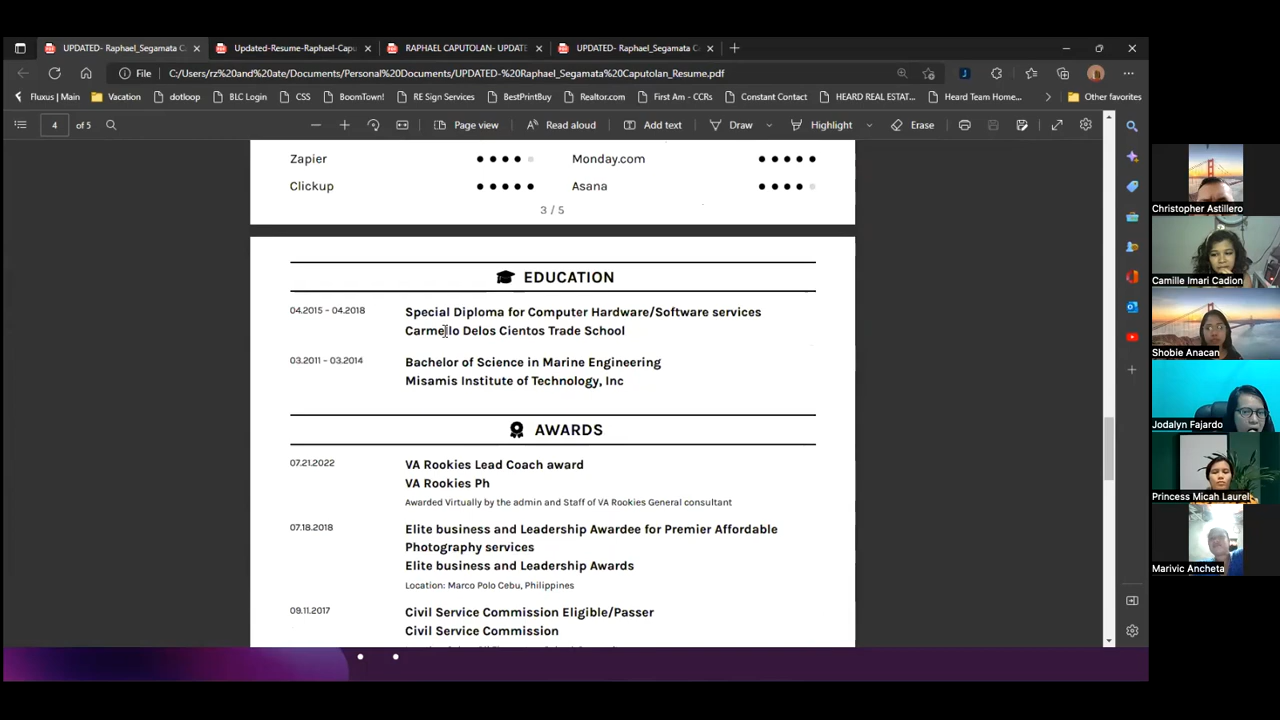 UPDATED- Raphael_Segamata C
Updated-Resume-Raphael-Capu
RAPHAEL CAPUTOLAN- UPDATE
UPDATED- Raphael_Segamata C
File C:/Users/rz%20and%20ate/Documents/Personal%20Documents/UPDATED-%20Raphael_Segamata%20Caputolan_Resume.pdf
Fluxus | Main Vacation dotloop BLC Login CSS BoomTown! RE Sign Services BestPrintBuy Realtor.com First Am - CCRs Constant Contact HEARD REAL ESTAT... Heard Team Home... Other favorites
4 of 5 Page view Read aloud Add text Draw Highlight Erase
Zapier Monday.com
Clickup Asana
3 / 5
EDUCATION
04.2015 – 04.2018 Special Diploma for Computer Hardware/Software services
Carmello Delos Cientos Trade School
03.2011 – 03.2014 Bachelor of Science in Marine Engineering
Misamis Institute of Technology, Inc
AWARDS
07.21.2022 VA Rookies Lead Coach award
VA Rookies Ph
Awarded Virtually by the admin and Staff of VA Rookies General consultant
07.18.2018 Elite business and Leadership Awardee for Premier Affordable
Photography services
Elite business and Leadership Awards
Location: Marco Polo Cebu, Philippines
09.11.2017 Civil Service Commission Eligible/Passer
Civil Service Commission
Christopher Astillero
Camille Imari Cadion
Shobie Anacan
Jodalyn Fajardo
Princess Micah Laurel
Marivic Ancheta